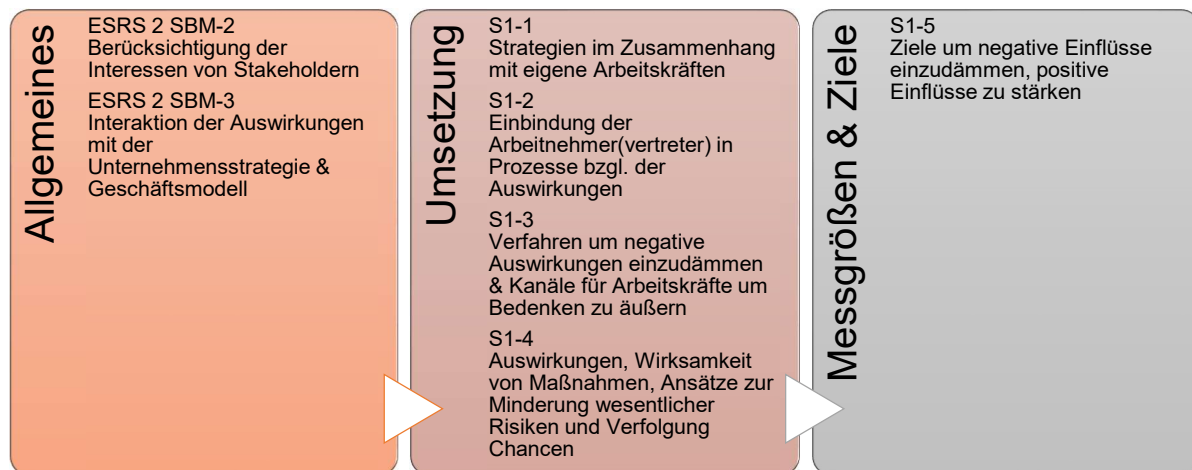 Allgemeines
ESRS 2 SBM-2
Berücksichtigung der
Interessen von Stakeholdern
ESRS 2 SBM-3
Interaktion der Auswirkungen
mit der
Unternehmensstrategie &
Geschäftsmodell
Umsetzung
S1-1
Strategien im Zusammenhang
mit eigene Arbeitskräften
S1-2
Einbindung der
Arbeitnehmer(vertreter) in
Prozesse bzgl. der
Auswirkungen
S1-3
Verfahren um negative
Auswirkungen einzudämmen
& Kanäle für Arbeitskräfte um
Bedenken zu äußern
S1-4
Auswirkungen, Wirksamkeit
von Maßnahmen, Ansätze zur
Minderung wesentlicher
Risiken und Verfolgung
Chancen
Messgrößen & Ziele
S1-5
Ziele um negative Einflüsse
einzudämmen, positive
Einflüsse zu stärken